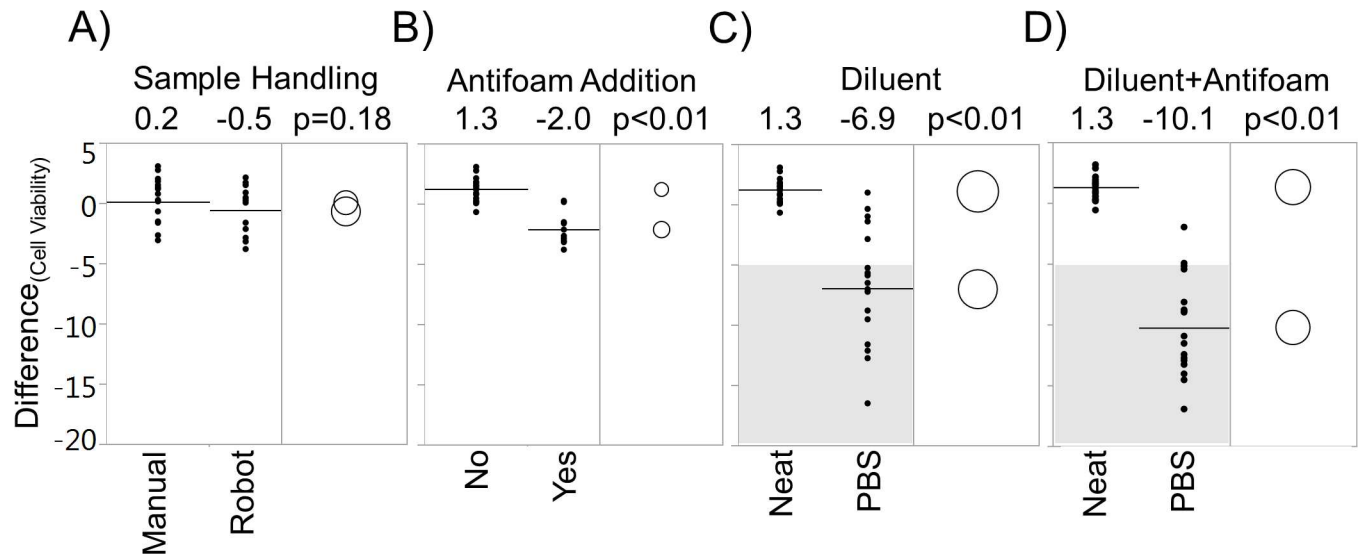 A)
Sample Handling
0.2 -0.5 p=0.18
B)
Antifoam Addition
1.3 -2.0 p<0.01
C)
Diluent
1.3 -6.9 p<0.01
D)
Diluent+Antifoam
1.3 -10.1 p<0.01
Difference(Cell Viability)
5
0
-5
-10
-15
-20
Manual
Robot
No
Yes
Neat
PBS
Neat
PBS